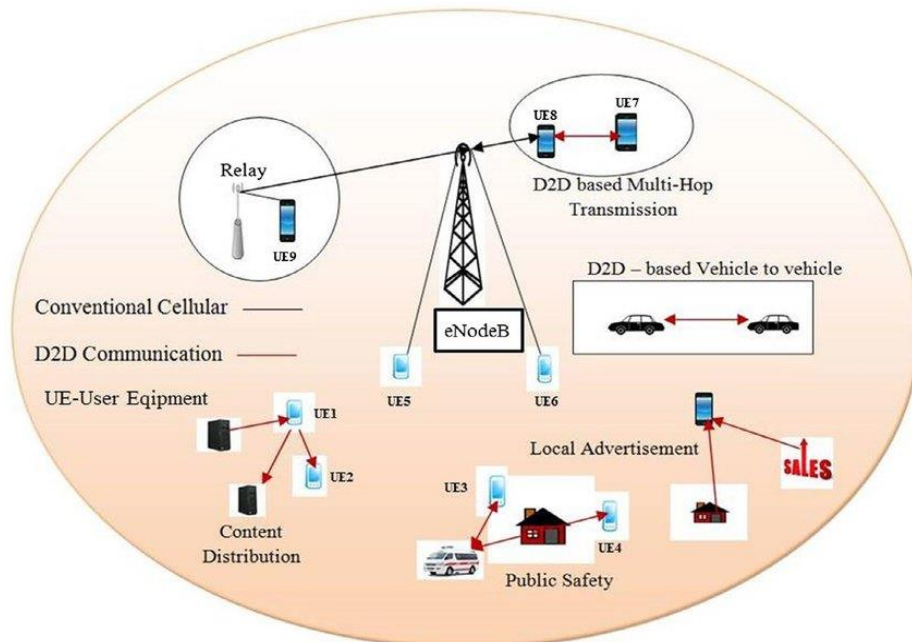 UE8
UE7
Relay
D2D based Multi-Hop
Transmission
UE9
D2D – based Vehicle to vehicle
Conventional Cellular
eNodeB
D2D Communication
UE5
UE6
UE-User Eqipment
UE1
Local Advertisement
SALES
UE2
UE3
Content
Distribution
UE4
Public Safety